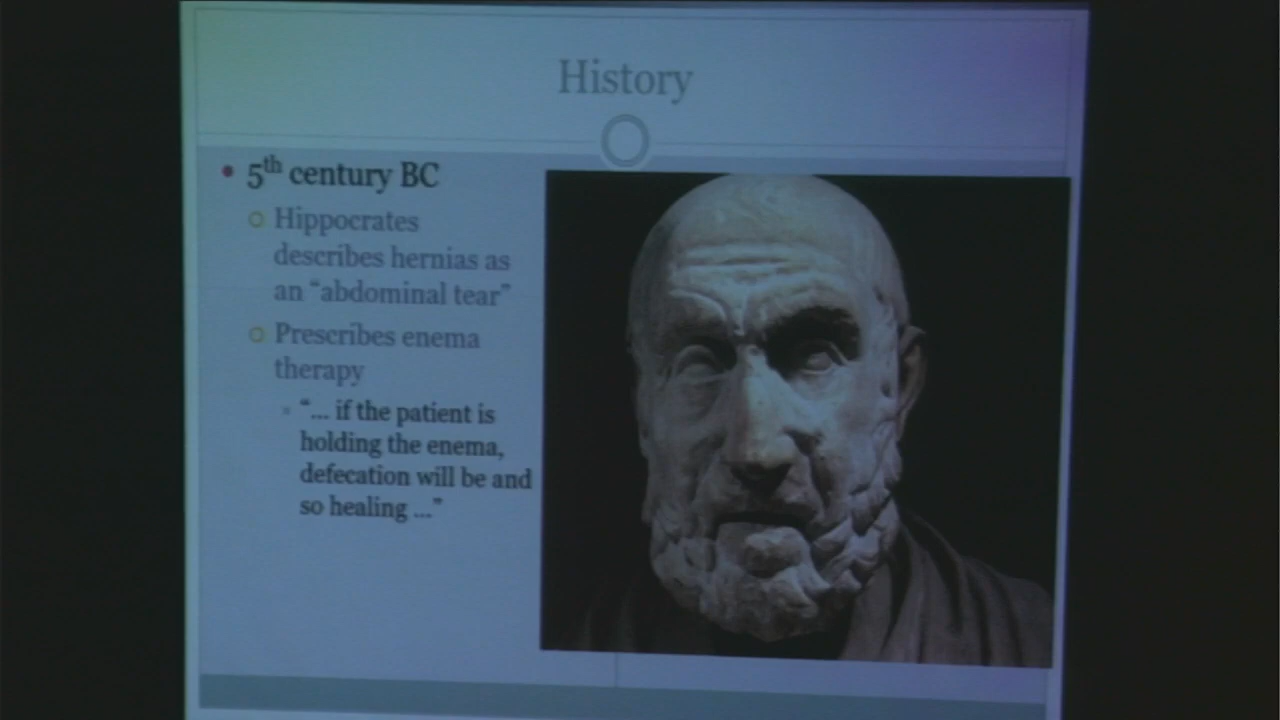 History
5th century BC
Hippocrates
describes hernias as
an “abdominal tear”
Prescribes enema
therapy
“... if the patient is
holding the enema,
defecation will be and
so healing ...”